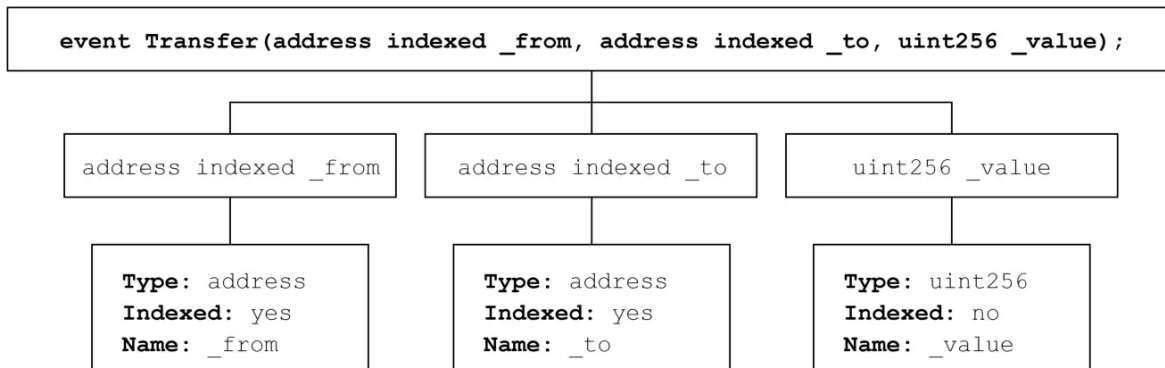 event Transfer(address indexed _from, address indexed _to, uint256 _value);
address indexed _from
address indexed _to
uint256 _value
Type: address
Indexed: yes
Name: _from
Type: address
Indexed: yes
Name: _to
Type: uint256
Indexed: no
Name: _value